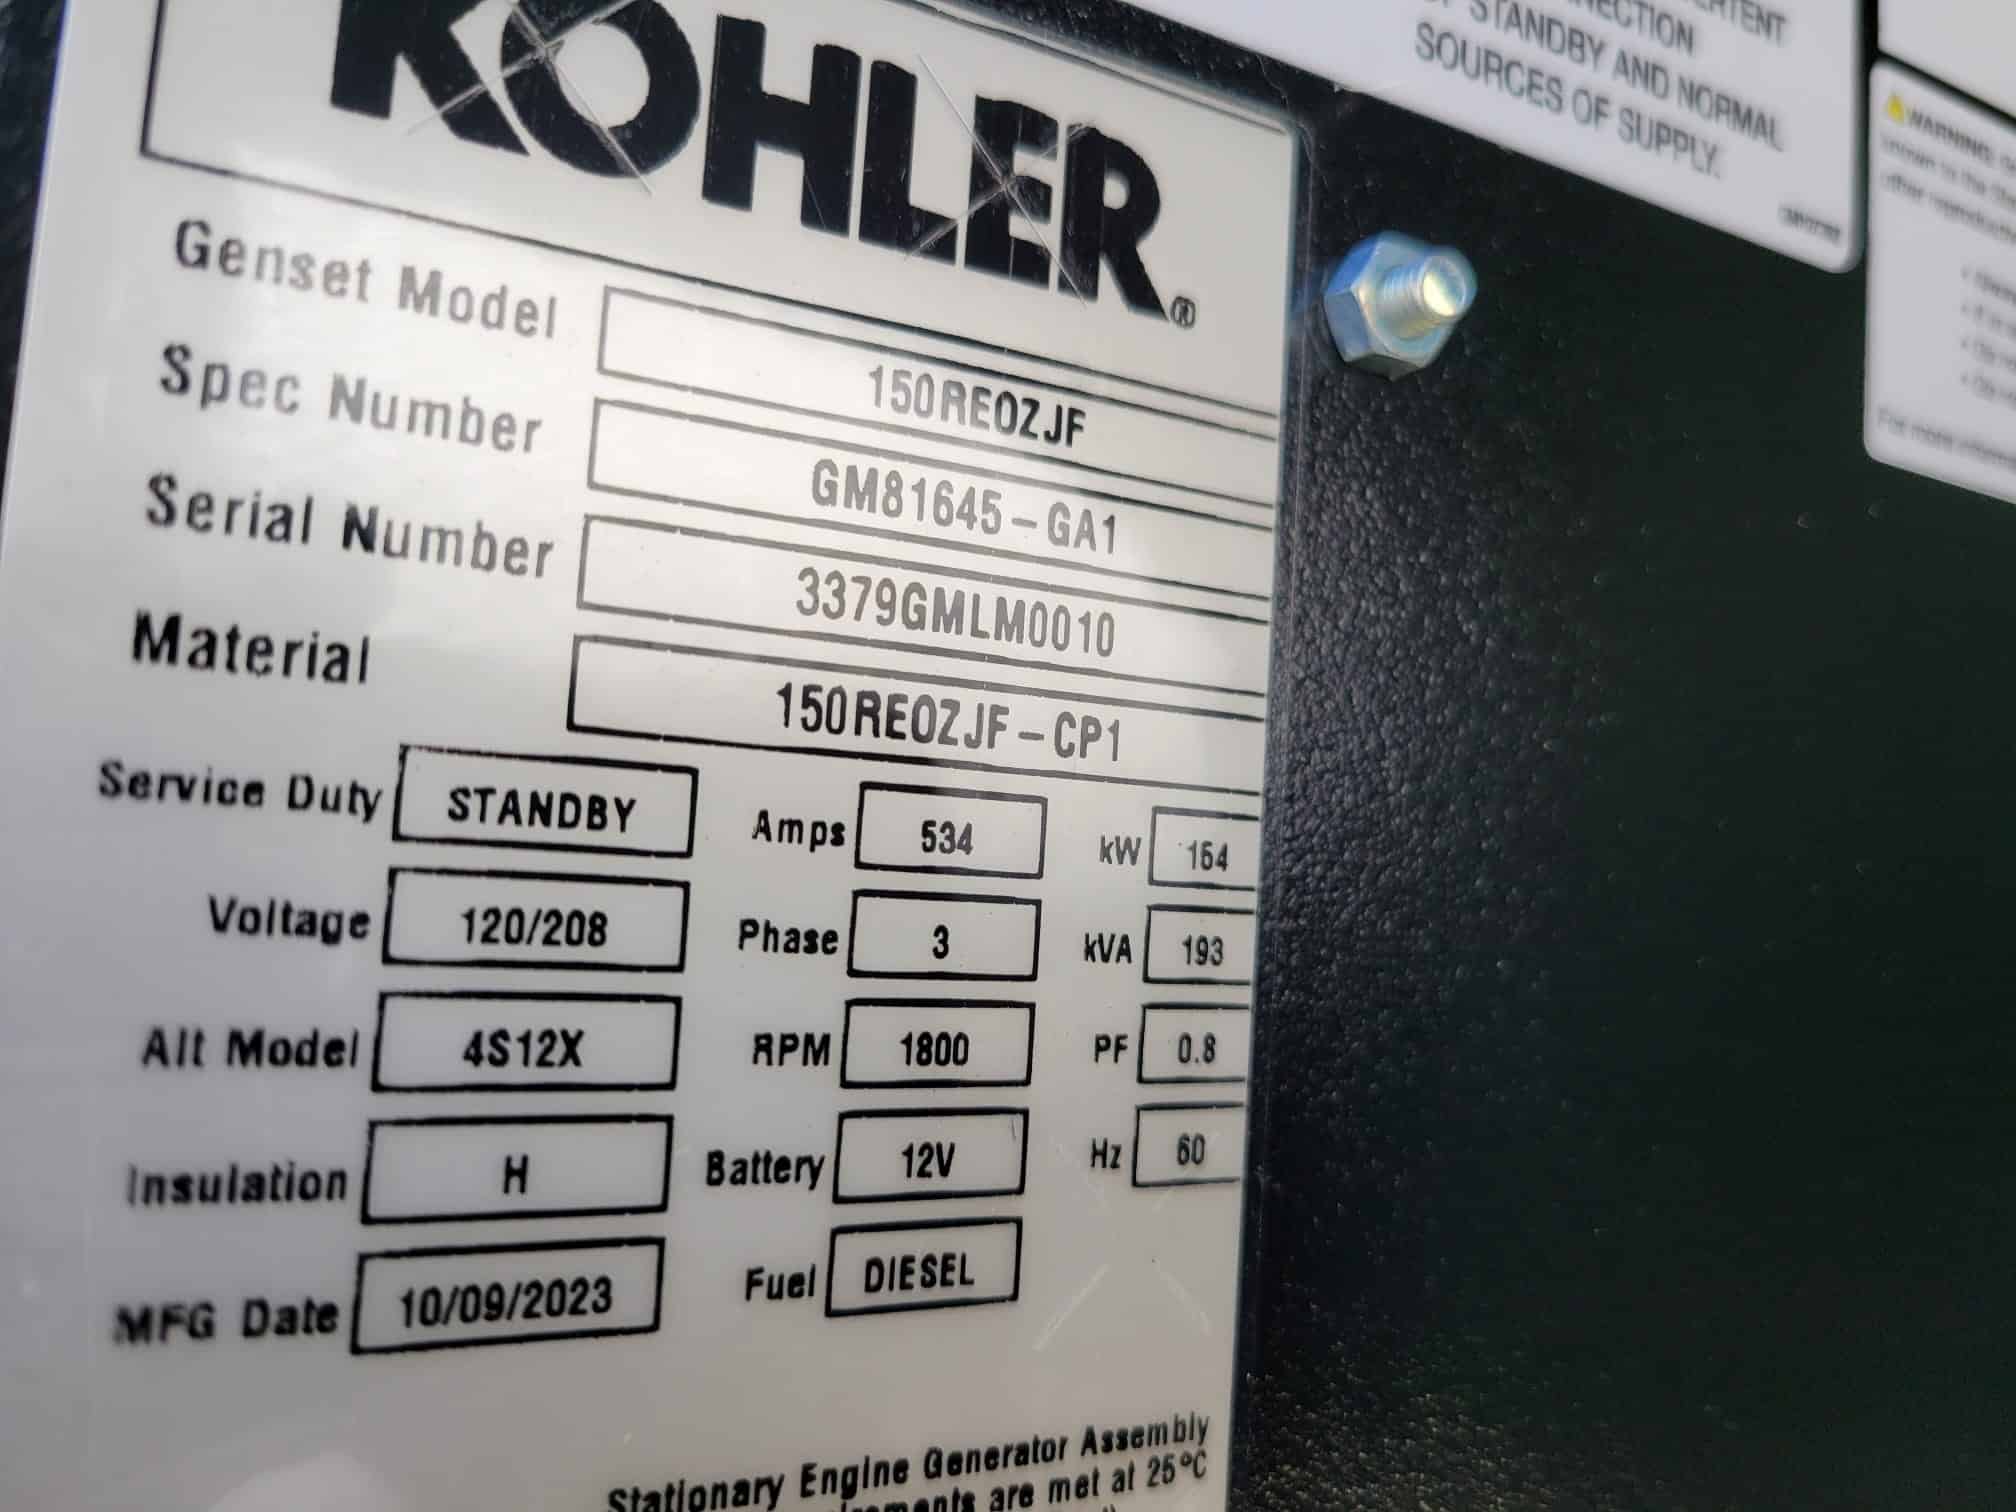 KOHLER®
Genset Model 150REOZJF
Spec Number GM81645-GA1
Serial Number 3379GMLM0010
Material 150REOZJF-CP1
Service Duty STANDBY Amps 534 kW 154
Voltage 120/208 Phase 3 kVA 193
Alt Model 4S12X RPM 1800 PF 0.8
Insulation H Battery 12V Hz 60
MFG Date 10/09/2023 Fuel DIESEL
Stationary Engine Generator Assembly
are met at 25°C
STANDBY AND NORMAL
SOURCES OF SUPPLY.
WARNING: